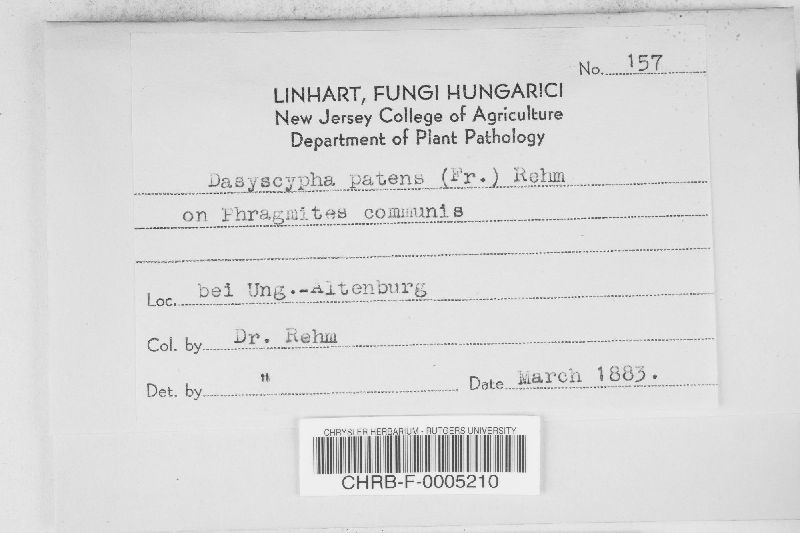 No. 157
LINHART, FUNGI HUNGARICI
New Jersey College of Agriculture
Department of Plant Pathology
Dasyscypha patens (Fr.) Rehm
on Phragmites communis
Loc. bei Ung.-Altenburg
Col. by Dr. Rehm
Det. by " Date March 1883.
CHRYSLER HERBARIUM - RUTGERS UNIVERSITY
CHRB-F-0005210